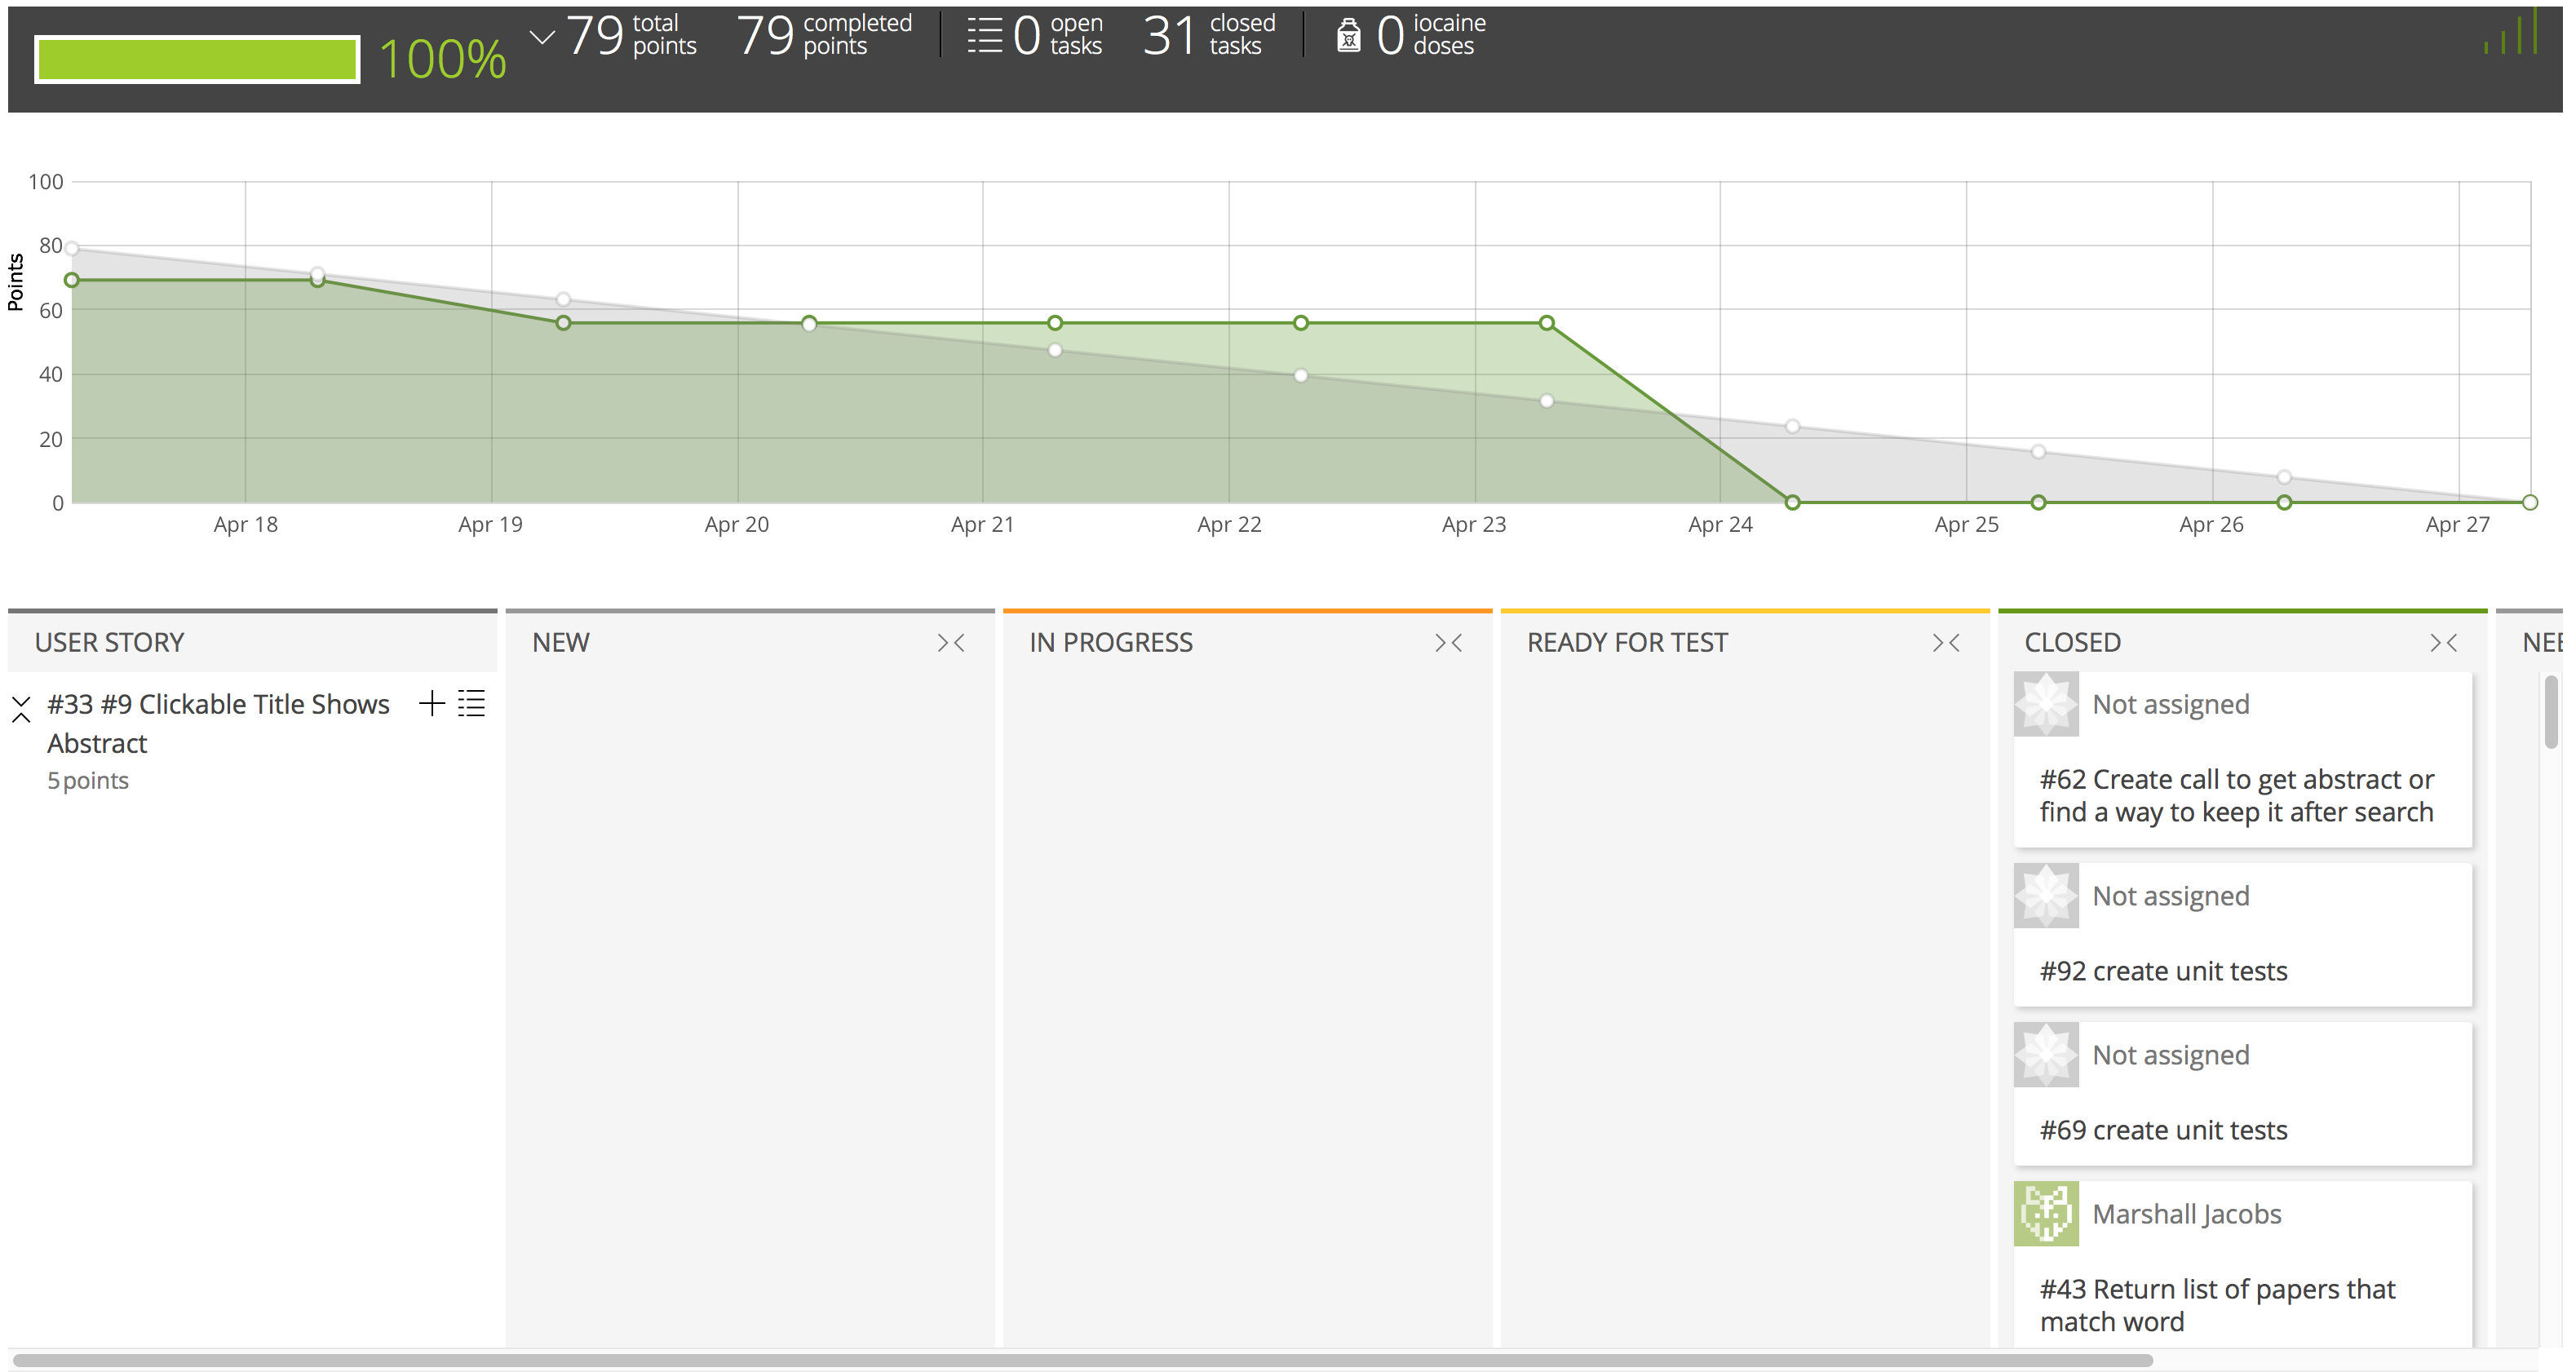 100%
79 total points
79 completed points
0 open tasks
31 closed tasks
0 iocaine doses
Points
100
80
60
40
20
0
Apr 18
Apr 19
Apr 20
Apr 21
Apr 22
Apr 23
Apr 24
Apr 25
Apr 26
Apr 27
USER STORY
NEW
IN PROGRESS
READY FOR TEST
CLOSED
#33 #9 Clickable Title Shows
Abstract
5 points
Not assigned
#62 Create call to get abstract or
find a way to keep it after search
Not assigned
#92 create unit tests
Not assigned
#69 create unit tests
Marshall Jacobs
#43 Return list of papers that
match word